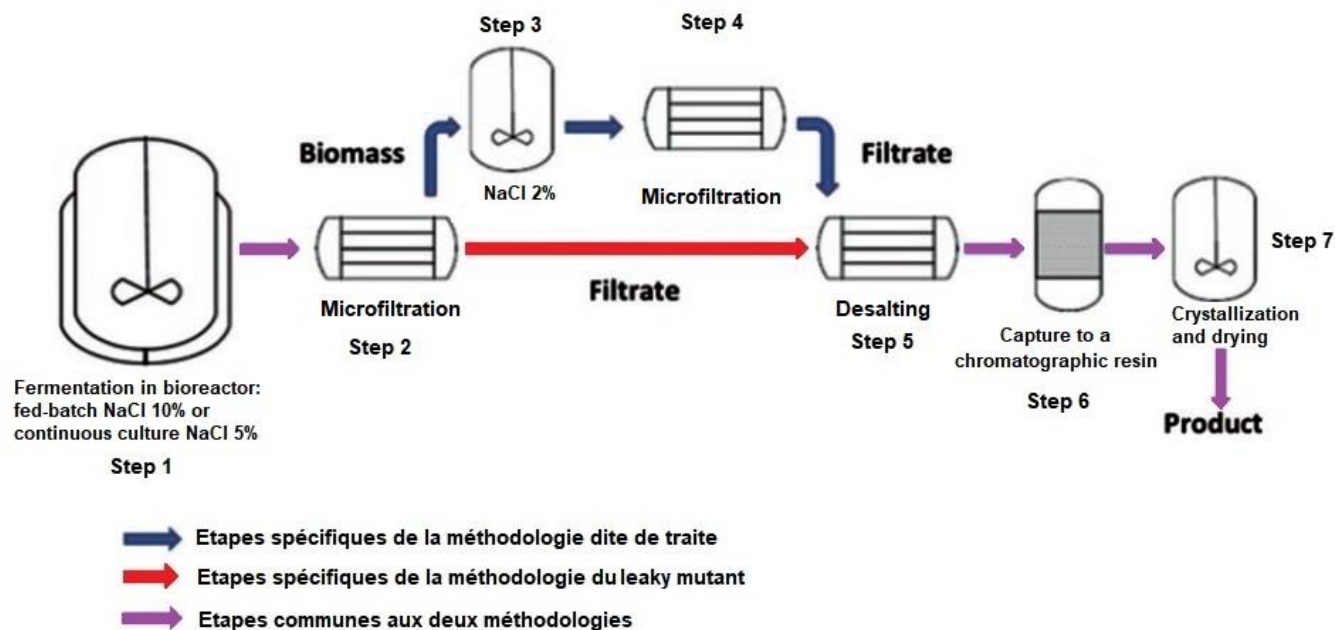 Step 3
Step 4
Biomass
Filtrate
NaCl 2%
Microfiltration
Step 7
Microfiltration
Filtrate
Desalting
Crystallization
and drying
Step 2
Step 5
Capture to a
chromatographic resin
Fermentation in bioreactor:
fed-batch NaCl 10% or
continuous culture NaCl 5%
Step 6
Product
Step 1
Etapes spécifiques de la méthodologie dite de traite
Etapes spécifiques de la méthodologie du leaky mutant
Etapes communes aux deux méthodologies